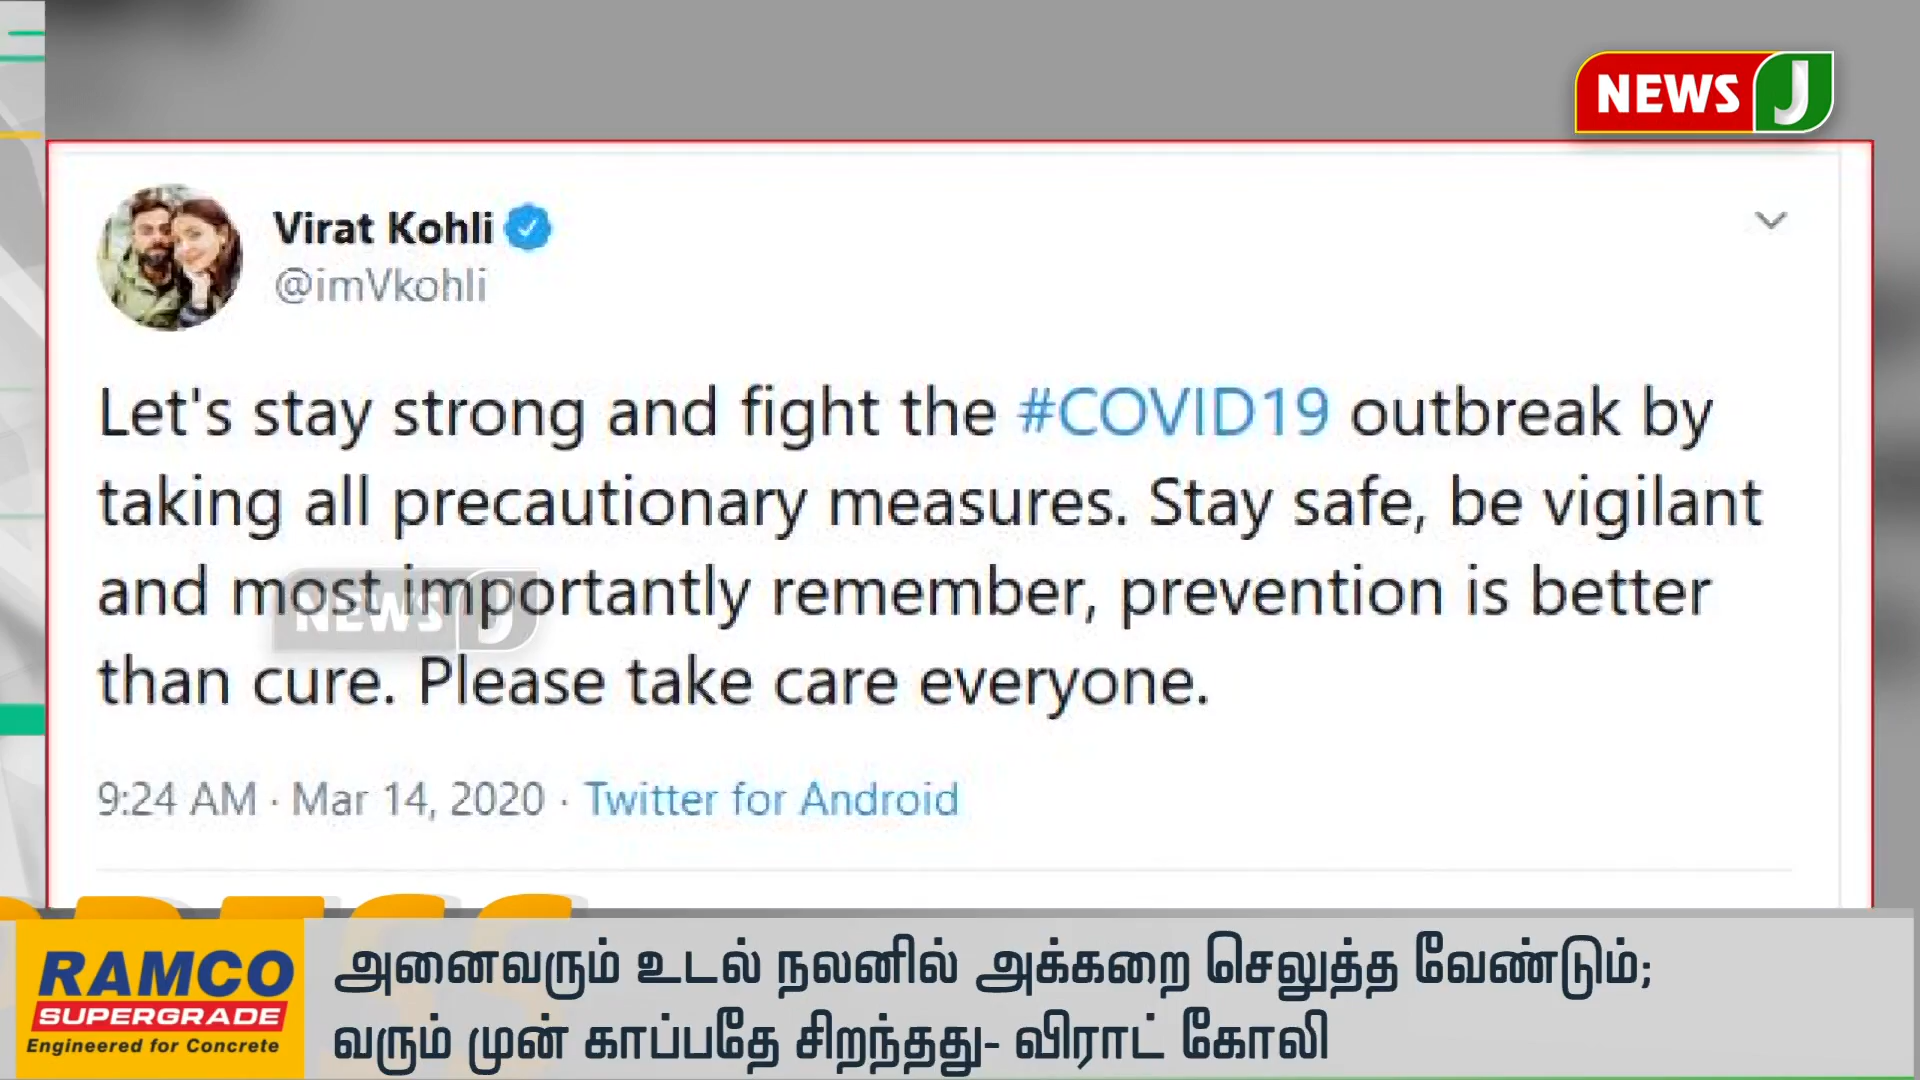 NEWS J
Virat Kohli
@imVkohli
Let's stay strong and fight the #COVID19 outbreak by
taking all precautionary measures. Stay safe, be vigilant
and most importantly remember, prevention is better
than cure. Please take care everyone.
NEWS J
9:24 AM · Mar 14, 2020 · Twitter for Android
RAMCO
SUPERGRADE
Engineered for Concrete
அனைவரும் உடல் நலனில் அக்கறை செலுத்த வேண்டும்;
வரும் முன் காப்பதே சிறந்தது- விராட் கோலி